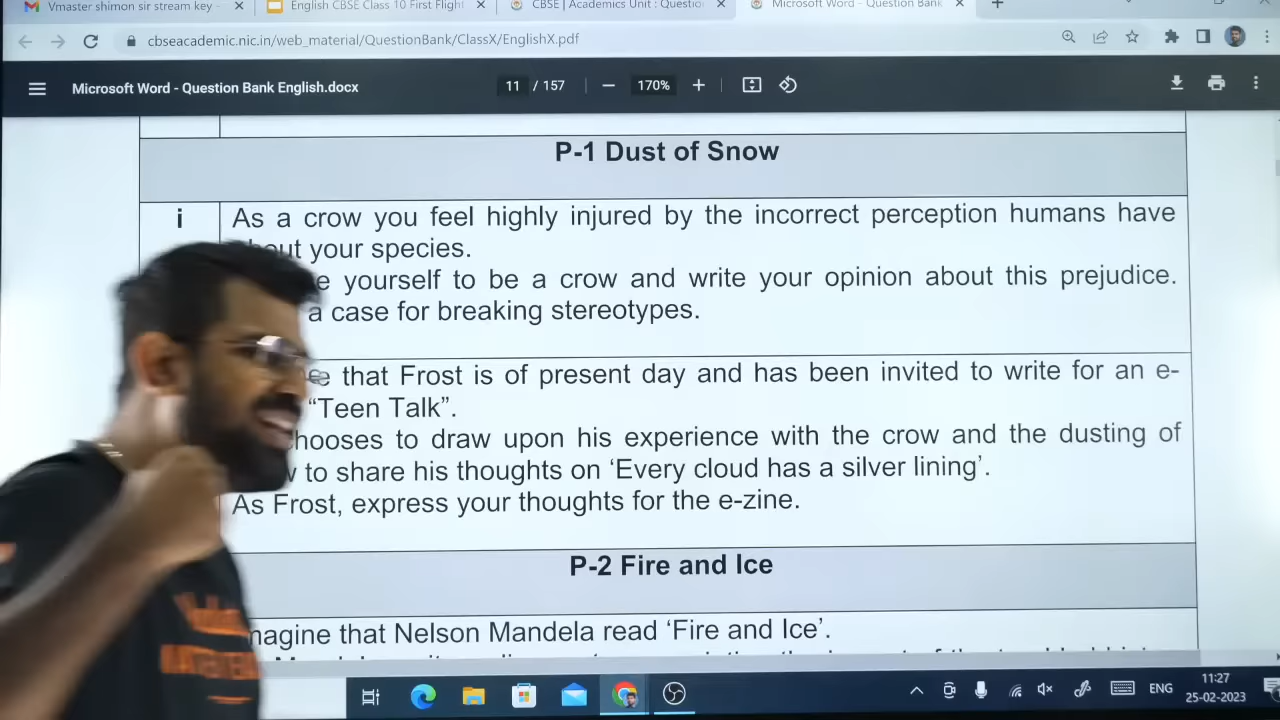 Vmaster shimon sir stream key -
English CBSE Class 10 First Flight
CBSE | Academics Unit : Question
Microsoft Word - Question Bank
cbseacademic.nic.in/web_material/QuestionBank/ClassX/EnglishX.pdf
Microsoft Word - Question Bank English.docx
11 / 157
170%
P-1 Dust of Snow
i
As a crow you feel highly injured by the incorrect perception humans have
your species.
yourself to be a crow and write your opinion about this prejudice.
a case for breaking stereotypes.
that Frost is of present day and has been invited to write for an e-
“Teen Talk”.
hooses to draw upon his experience with the crow and the dusting of
to share his thoughts on ‘Every cloud has a silver lining’.
As Frost, express your thoughts for the e-zine.
P-2 Fire and Ice
nagine that Nelson Mandela read ‘Fire and Ice’.
ENG
11:27
25-02-2023